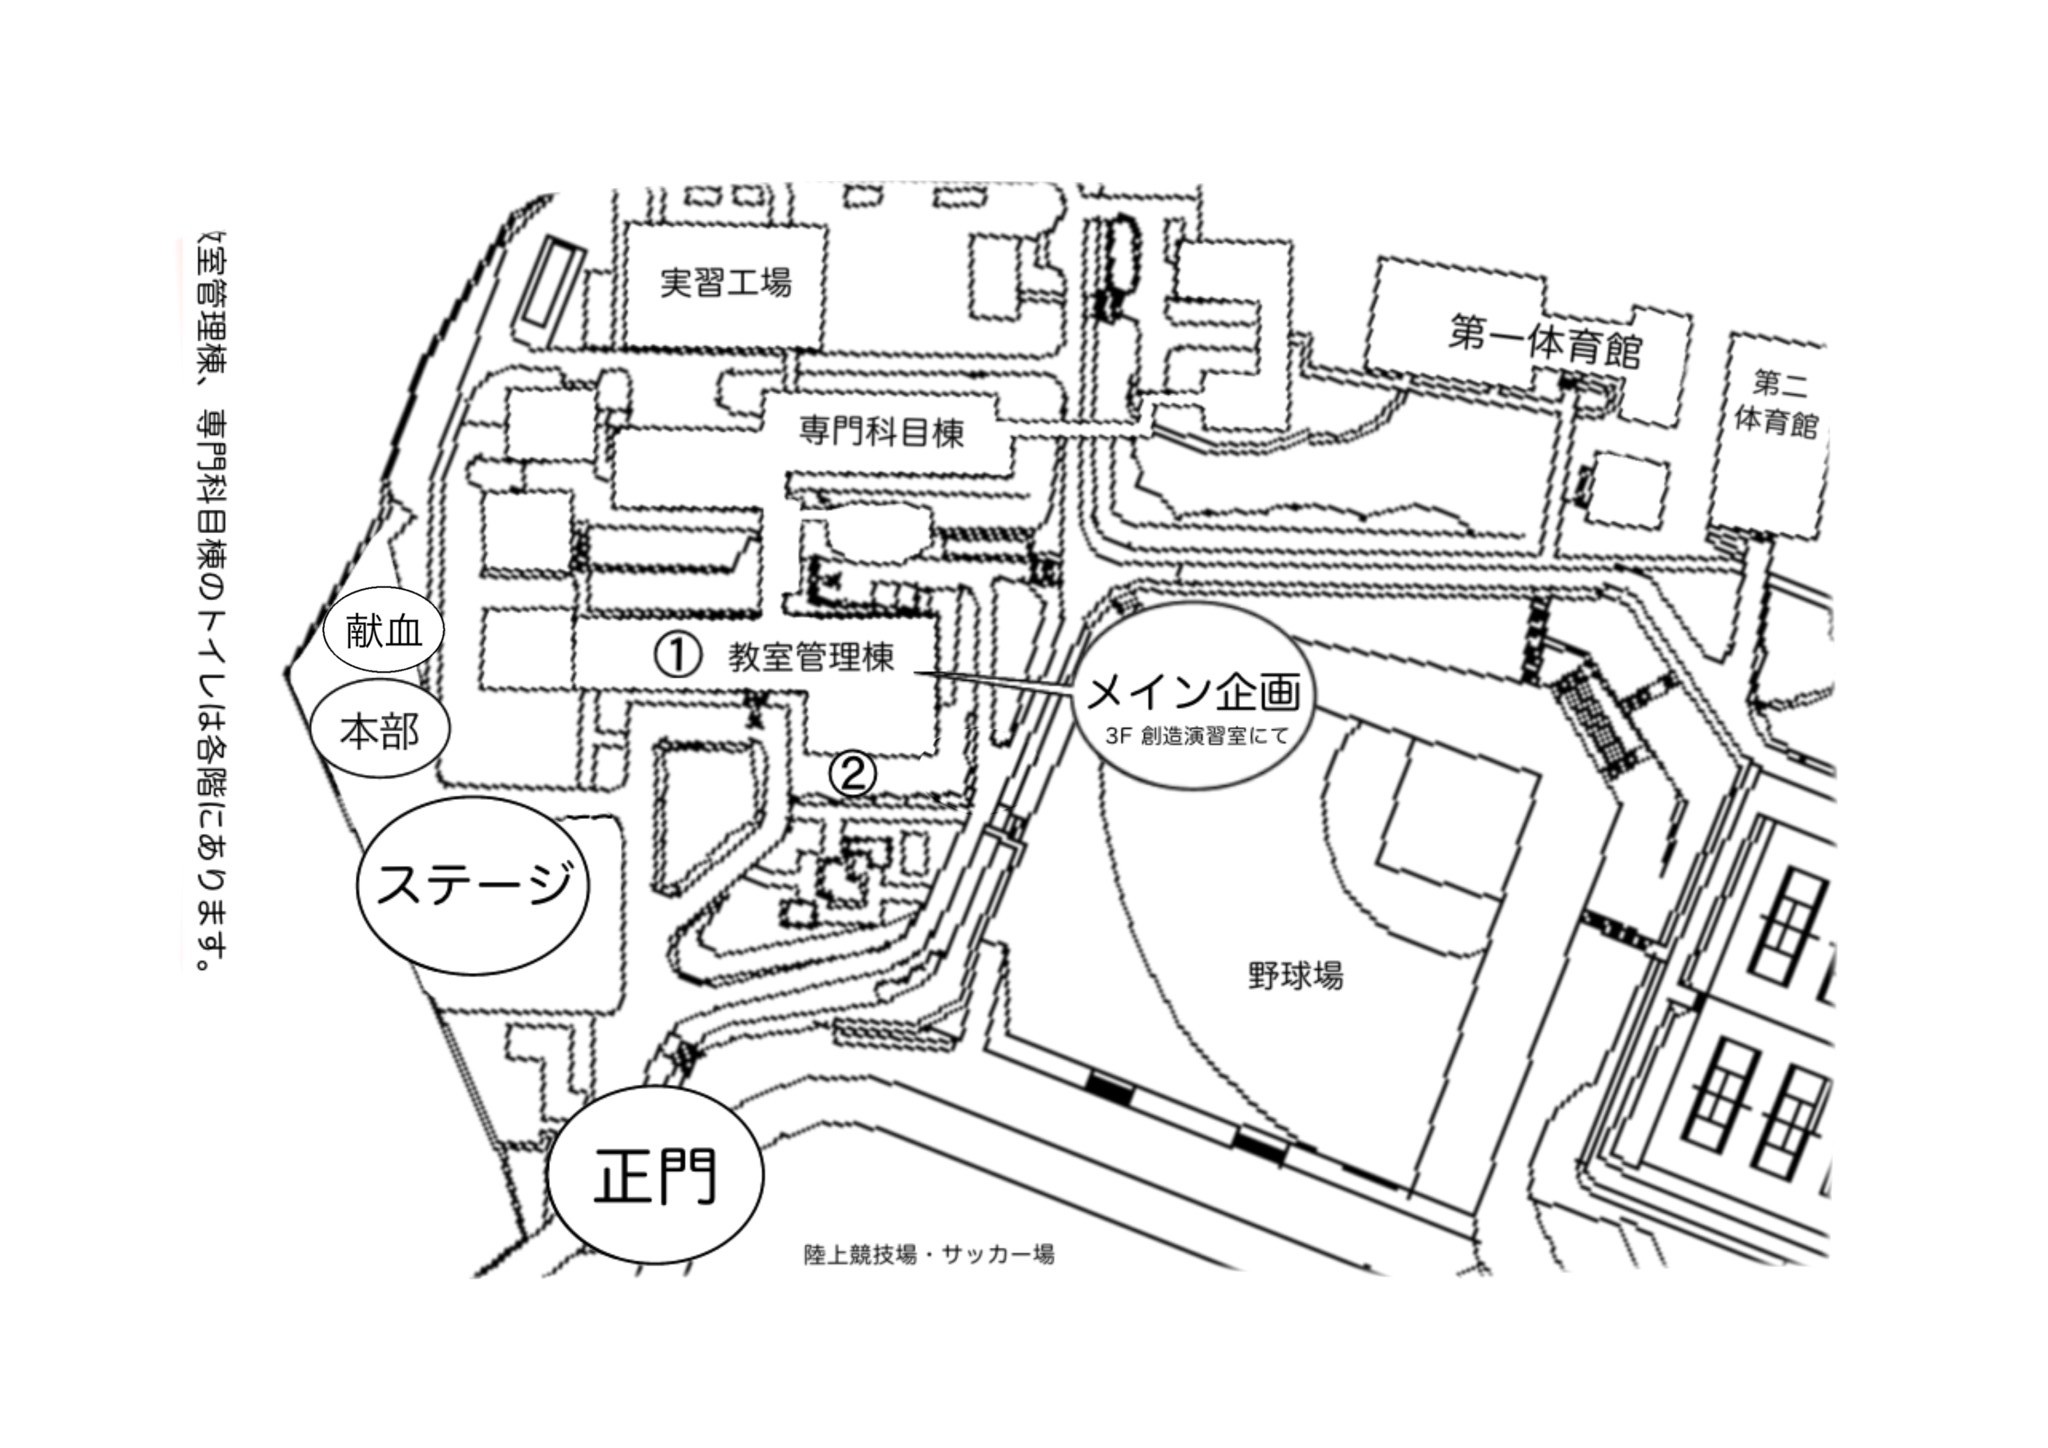 室管理棟、専門科目棟のトイレは各階にあります。
実習工場
第一体育館
第二
体育館
専門科目棟
献血
① 教室管理棟
メイン企画
3F 創造演習室にて
本部
②
ステージ
野球場
正門
陸上競技場・サッカー場